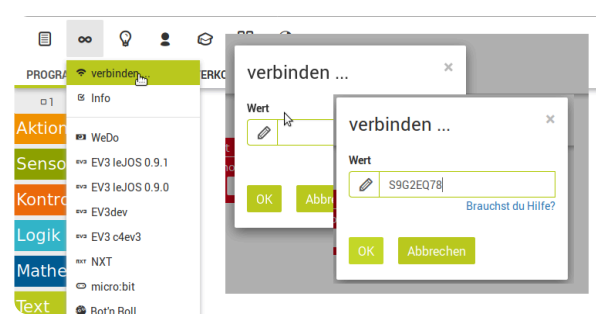 PROGRA
ERKO
verbinden ...
Info
WeDo
EV3 leJOS 0.9.1
EV3 leJOS 0.9.0
EV3dev
EV3 c4ev3
NXT
micro:bit
Bot'n Roll
1
Aktion
Senso
Kontro
Logik
Mathe
Text
verbinden ...
×
Wert
OK
Abbr
verbinden ...
×
Wert
S9G2EQ78
Brauchst du Hilfe?
OK
Abbrechen